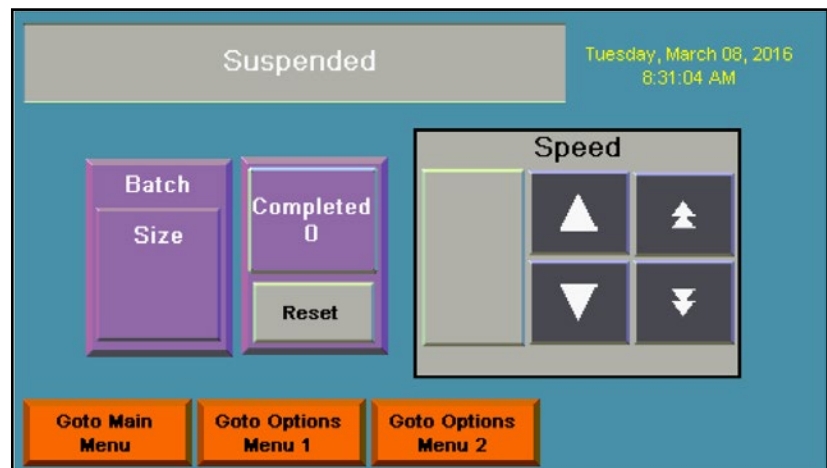 Suspended
Tuesday, March 08, 2016
8:31:04 AM
Batch
Size
Completed
0
Reset
Speed
Goto Main
Menu
Goto Options
Menu 1
Goto Options
Menu 2